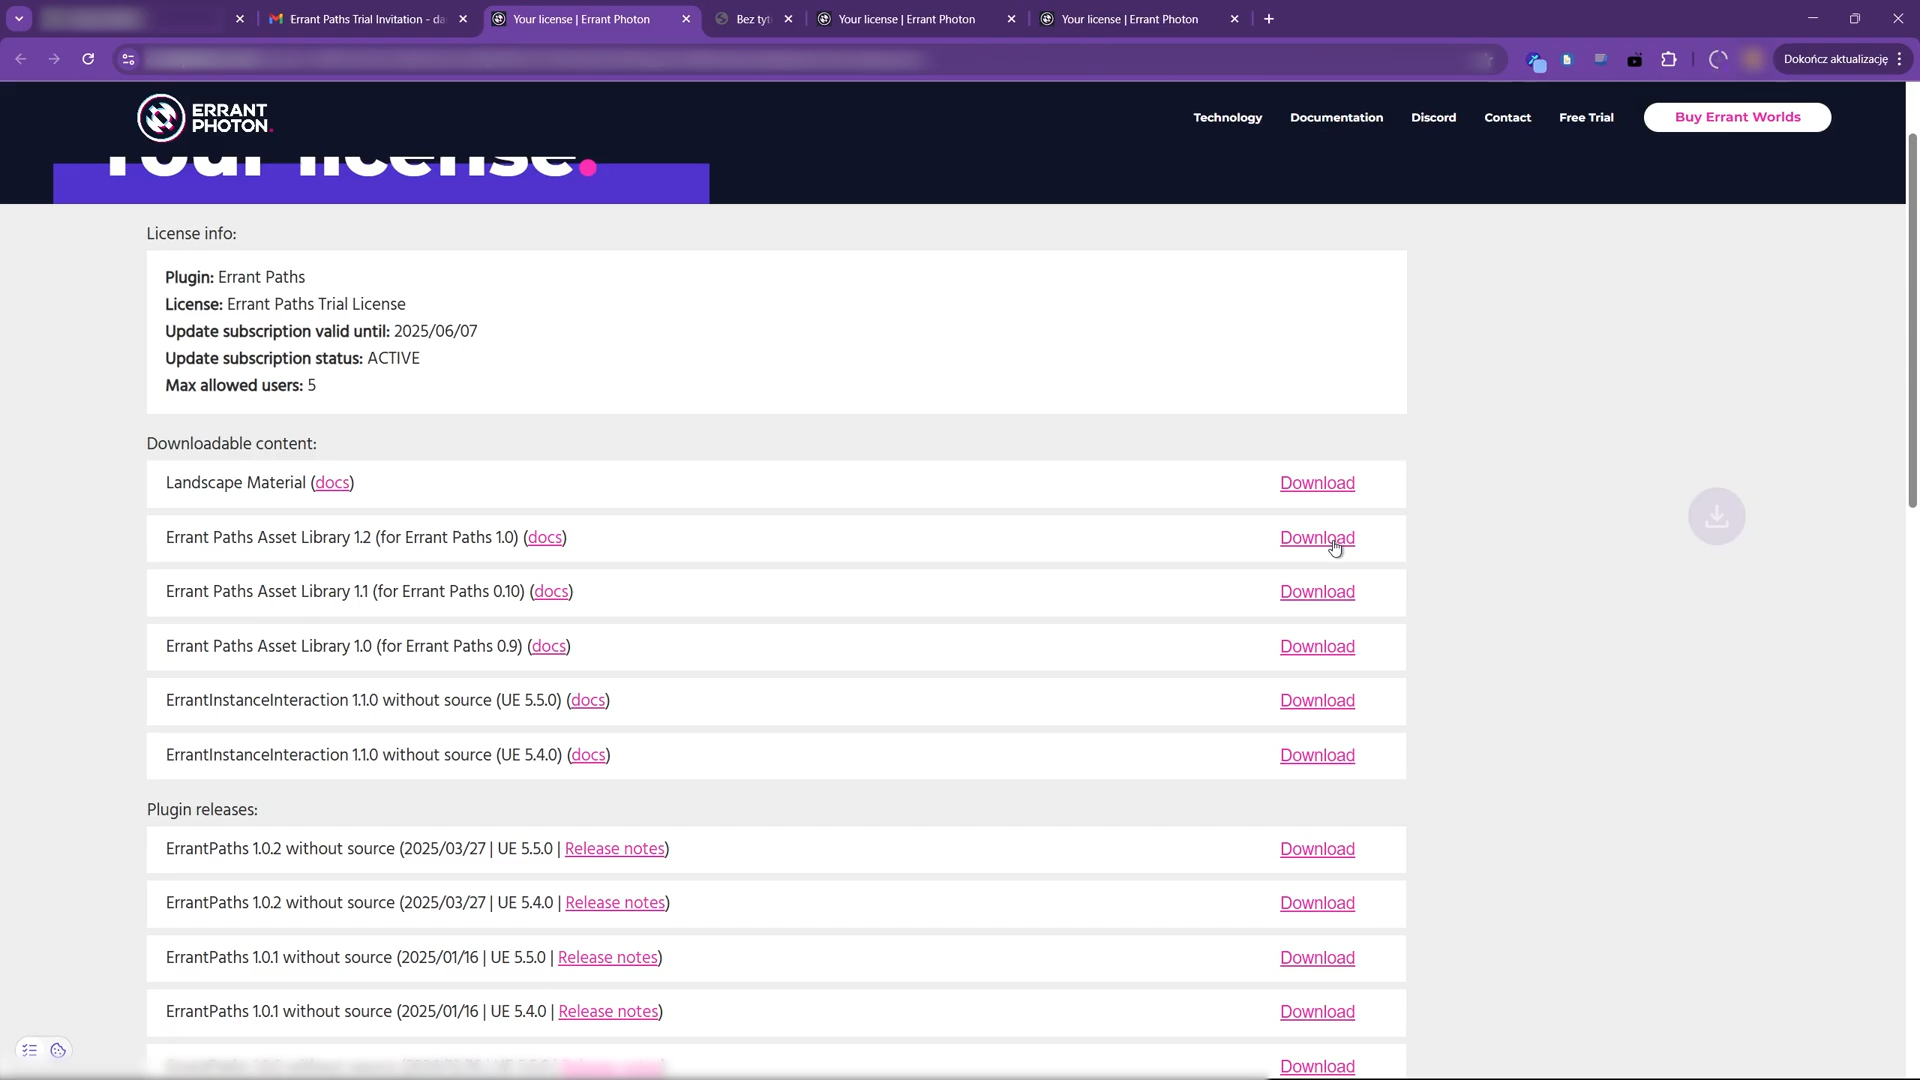 Errant Paths Trial Invitation - da
Your license | Errant Photon
Bez tyt
Your license | Errant Photon
Your license | Errant Photon
Dokończ aktualizację
ERRANT
PHOTON.
Technology
Documentation
Discord
Contact
Free Trial
Buy Errant Worlds
Your license.
License info:
Plugin: Errant Paths
License: Errant Paths Trial License
Update subscription valid until: 2025/06/07
Update subscription status: ACTIVE
Max allowed users: 5
Downloadable content:
Landscape Material (docs) Download
Errant Paths Asset Library 1.2 (for Errant Paths 1.0) (docs) Download
Errant Paths Asset Library 1.1 (for Errant Paths 0.10) (docs) Download
Errant Paths Asset Library 1.0 (for Errant Paths 0.9) (docs) Download
ErrantInstanceInteraction 1.1.0 without source (UE 5.5.0) (docs) Download
ErrantInstanceInteraction 1.1.0 without source (UE 5.4.0) (docs) Download
Plugin releases:
ErrantPaths 1.0.2 without source (2025/03/27 | UE 5.5.0 | Release notes) Download
ErrantPaths 1.0.2 without source (2025/03/27 | UE 5.4.0 | Release notes) Download
ErrantPaths 1.0.1 without source (2025/01/16 | UE 5.5.0 | Release notes) Download
ErrantPaths 1.0.1 without source (2025/01/16 | UE 5.4.0 | Release notes) Download
Download